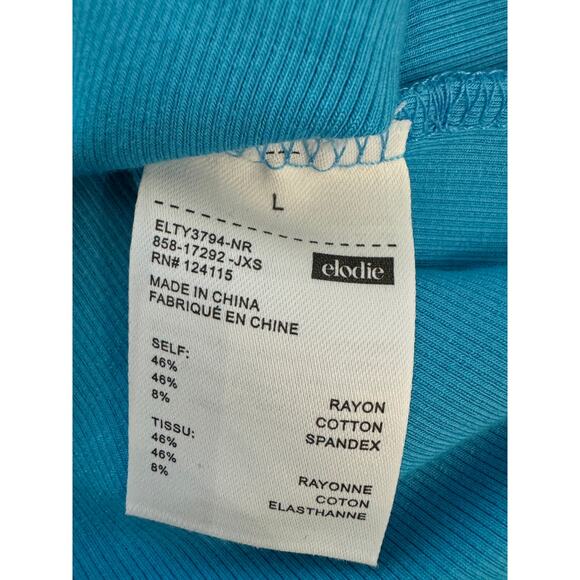 L
ELTY3794-NR
858-17292 -JXS
RN# 124115
elodie
MADE IN CHINA
FABRIQUÉ EN CHINE
SELF:
46% RAYON
46% COTTON
8% SPANDEX
TISSU:
46% RAYONNE
46% COTON
8% ELASTHANNE